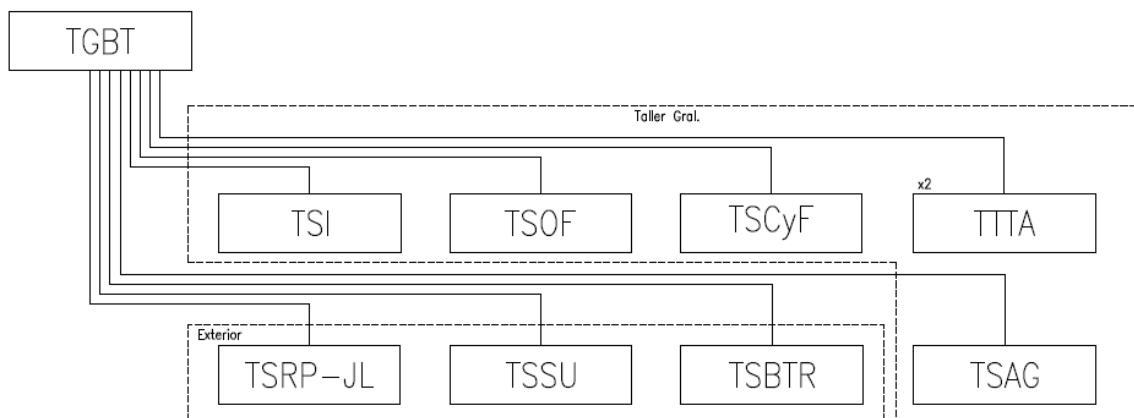 TGBT
Taller Gral.
TSI
TSOF
TSCyF
x2
TTTA
Exterior
TSRP-JL
TSSU
TSBTR
TSAG